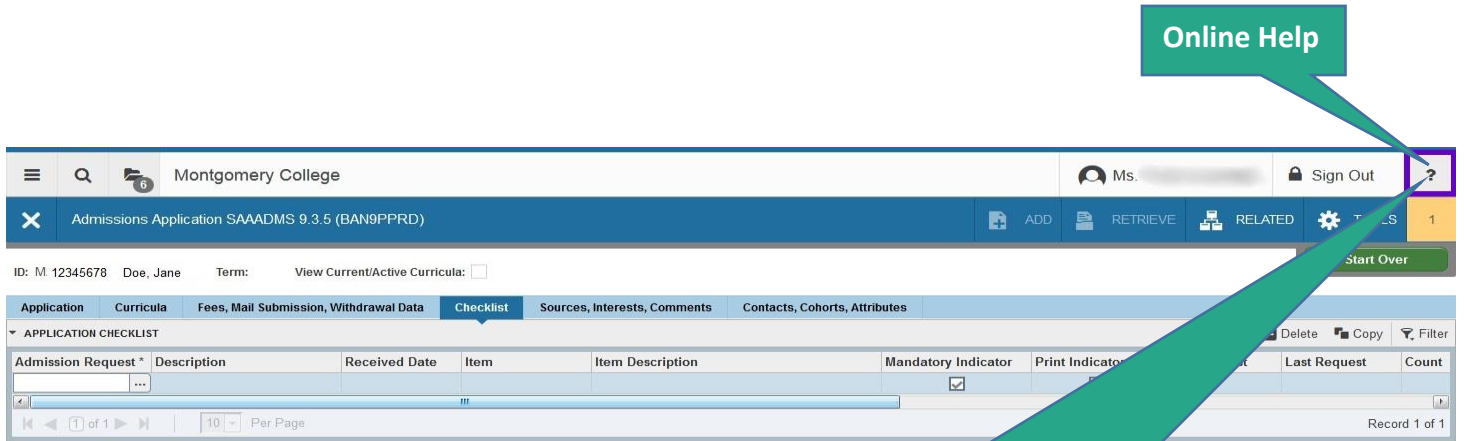 Online Help
6 Montgomery College Ms. Sign Out ?
Admissions Application SAAADMS 9.3.5 (BAN9PPRD) ADD RETRIEVE RELATED 1
ID: M 12345678 Doe, Jane Term: View Current/Active Curricula: Start Over
Application Curricula Fees, Mail Submission, Withdrawal Data Checklist Sources, Interests, Comments Contacts, Cohorts, Attributes
APPLICATION CHECKLIST Delete Copy Filter
Admission Request * Description Received Date Item Item Description Mandatory Indicator Print Indicator Last Request Count
...
1 of 1 10 Per Page Record 1 of 1